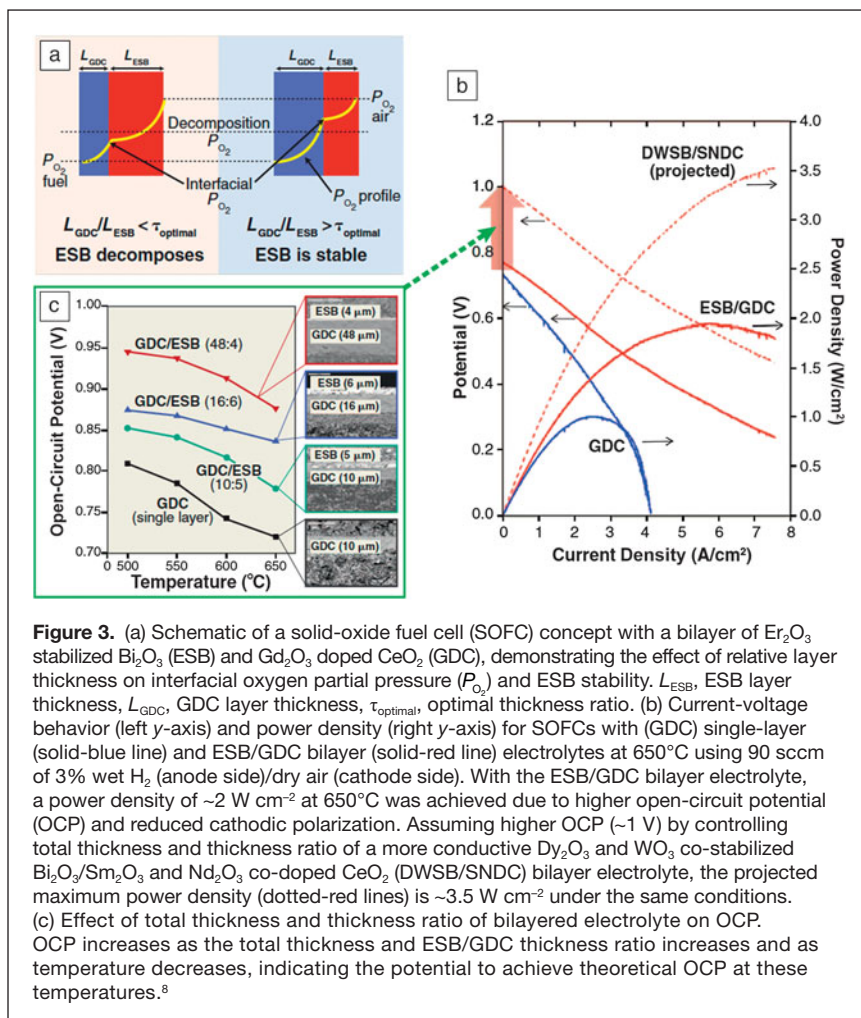 a
L_GDC L_ESB
L_GDC L_ESB
P_O₂
air
Decomposition
P_O₂
P_O₂
fuel
Interfacial
P_O₂
P_O₂ profile
L_GDC/L_ESB < τ_optimal
ESB decomposes
L_GDC/L_ESB > τ_optimal
ESB is stable
b
1.2
1.0
0.8
0.6
0.4
0.2
0.0
Potential (V)
4.0
3.5
3.0
2.5
2.0
1.5
1.0
0.5
0.0
Power Density (W/cm²)
DWSB/SNDC
(projected)
ESB/GDC
GDC
0 1 2 3 4 5 6 7 8
Current Density (A/cm²)
c
1.00
0.95
0.90
0.85
0.80
0.75
0.70
Open-Circuit Potential (V)
GDC/ESB (48:4)
GDC/ESB (16:6)
GDC/ESB
(10:5)
GDC
(single layer)
0 500 550 600 650
Temperature (°C)
ESB (4 μm)
GDC (48 μm)
ESB (6 μm)
GDC (16 μm)
ESB (5 μm)
GDC (10 μm)
GDC (10 μm)
Figure 3. (a) Schematic of a solid-oxide fuel cell (SOFC) concept with a bilayer of Er₂O₃
stabilized Bi₂O₃ (ESB) and Gd₂O₃ doped CeO₂ (GDC), demonstrating the effect of relative layer
thickness on interfacial oxygen partial pressure (P_O₂) and ESB stability. L_ESB, ESB layer
thickness, L_GDC, GDC layer thickness, τ_optimal, optimal thickness ratio. (b) Current-voltage
behavior (left y-axis) and power density (right y-axis) for SOFCs with (GDC) single-layer
(solid-blue line) and ESB/GDC bilayer (solid-red line) electrolytes at 650°C using 90 sccm
of 3% wet H₂ (anode side)/dry air (cathode side). With the ESB/GDC bilayer electrolyte,
a power density of ~2 W cm⁻² at 650°C was achieved due to higher open-circuit potential
(OCP) and reduced cathodic polarization. Assuming higher OCP (~1 V) by controlling
total thickness and thickness ratio of a more conductive Dy₂O₃ and WO₃ co-stabilized
Bi₂O₃/Sm₂O₃ and Nd₂O₃ co-doped CeO₂ (DWSB/SNDC) bilayer electrolyte, the projected
maximum power density (dotted-red lines) is ~3.5 W cm⁻² under the same conditions.
(c) Effect of total thickness and thickness ratio of bilayered electrolyte on OCP.
OCP increases as the total thickness and ESB/GDC thickness ratio increases and as
temperature decreases, indicating the potential to achieve theoretical OCP at these
temperatures.⁸